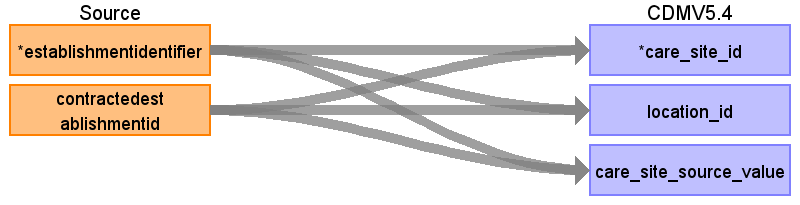 Source
CDMV5.4
*establishmentidentifier
*care_site_id
contractedest
ablishmentid
location_id
care_site_source_value